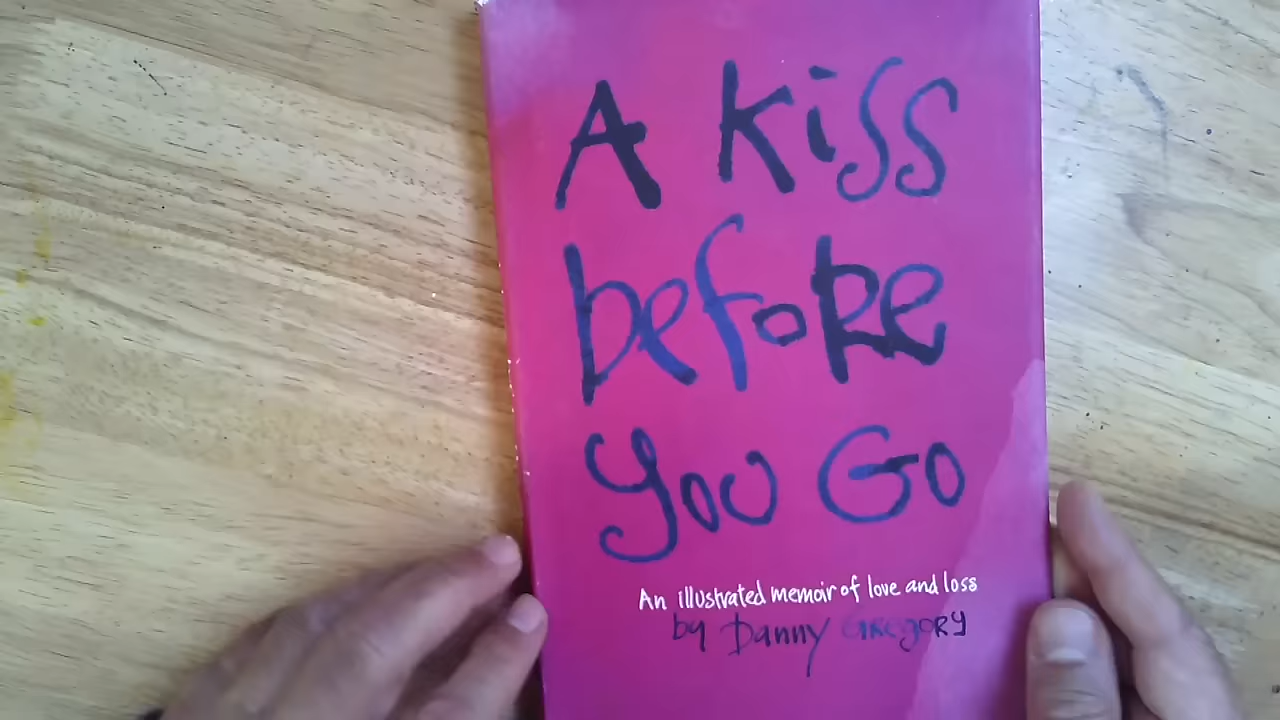 A Kiss
before
You Go
An illustrated memoir of love and loss
by Danny Gregory